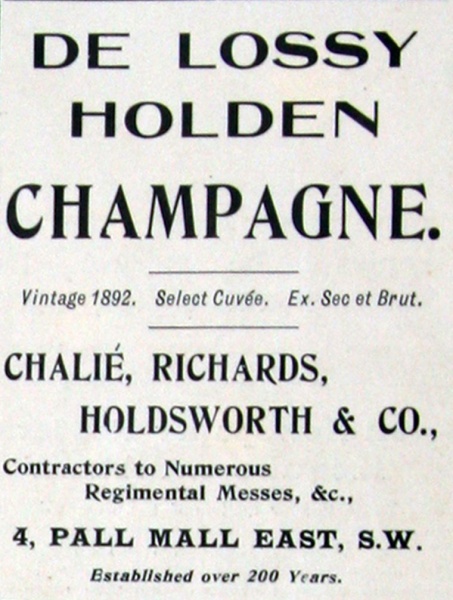 DE LOSSY
HOLDEN
CHAMPAGNE.
Vintage 1892. Select Cuvée. Ex. Sec et Brut.
CHALIÉ, RICHARDS,
HOLDSWORTH & CO.,
Contractors to Numerous
Regimental Messes, &c.,
4, PALL MALL EAST, S.W.
Established over 200 Years.